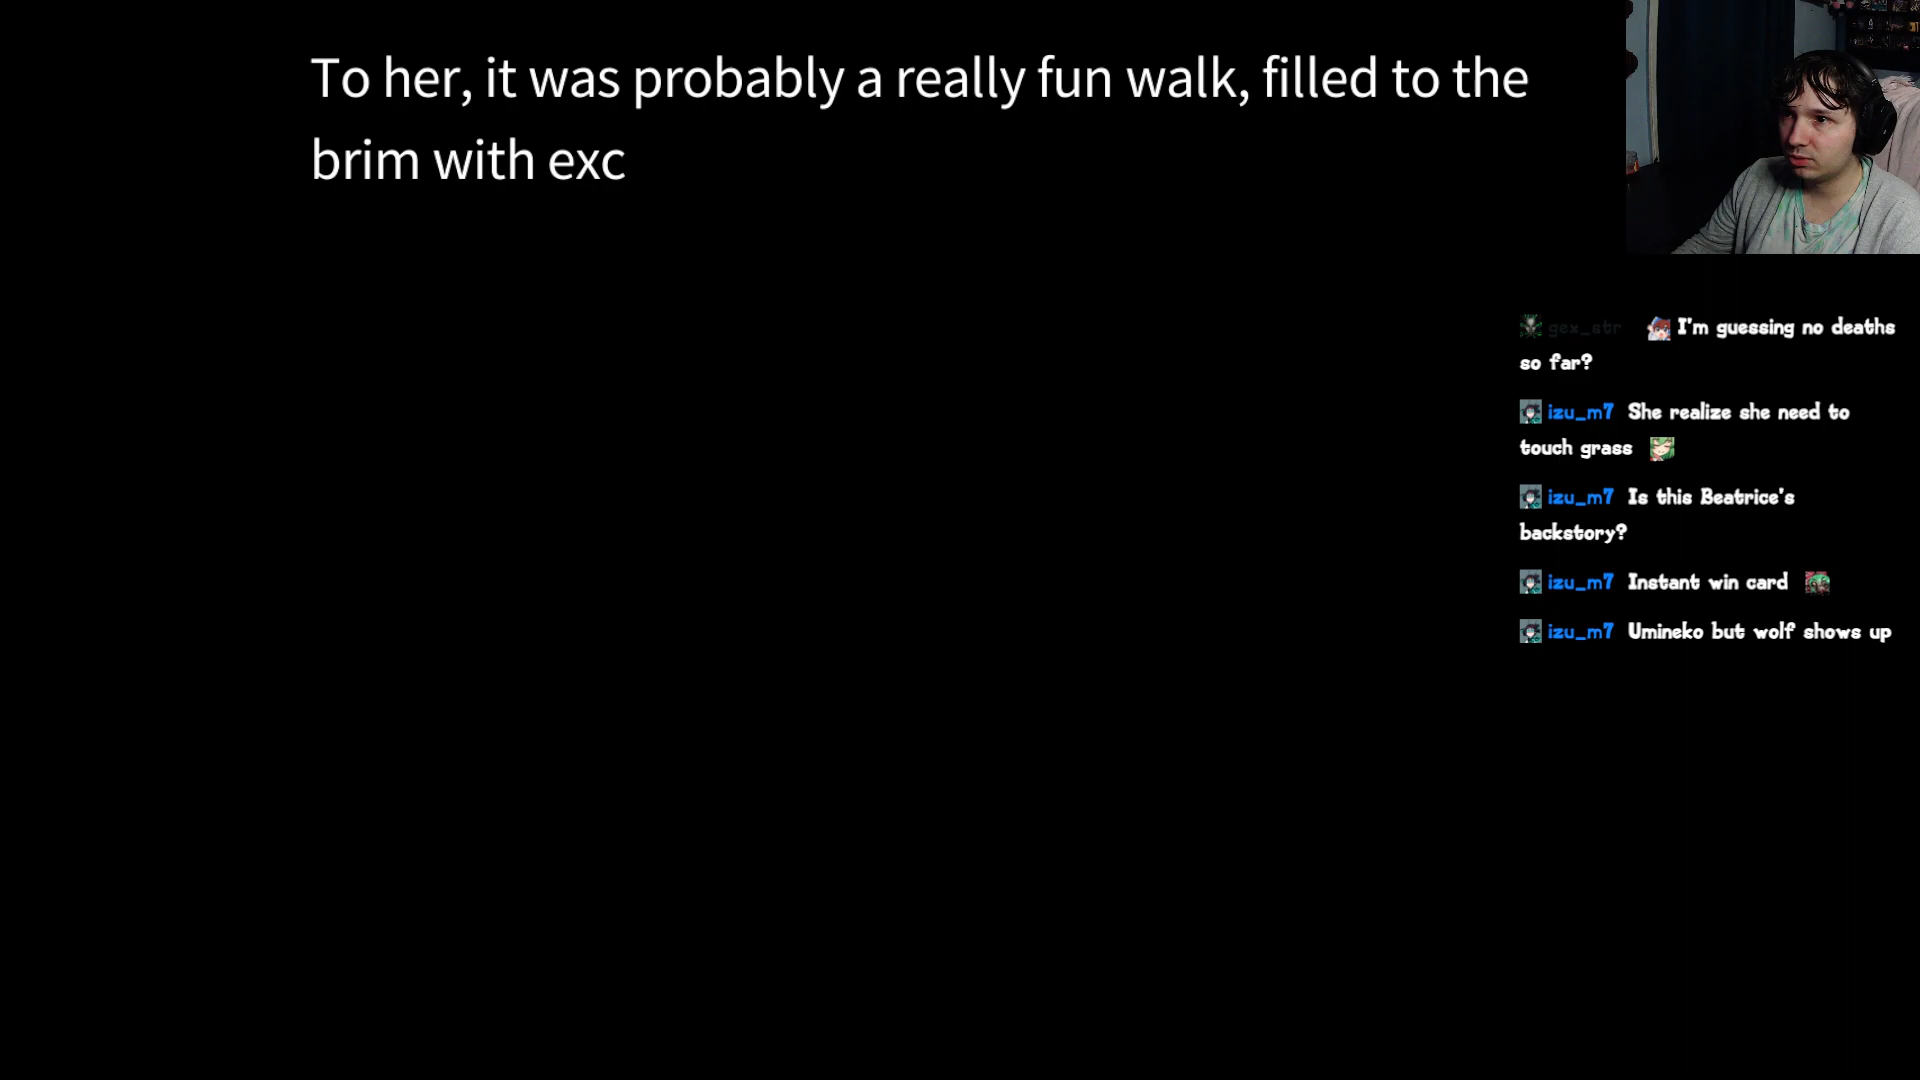 To her, it was probably a really fun walk, filled to the
brim with exc
gex_str I'm guessing no deaths
so far?
izu_m7 She realize she need to
touch grass
izu_m7 Is this Beatrice's
backstory?
izu_m7 Instant win card
izu_m7 Umineko but wolf shows up